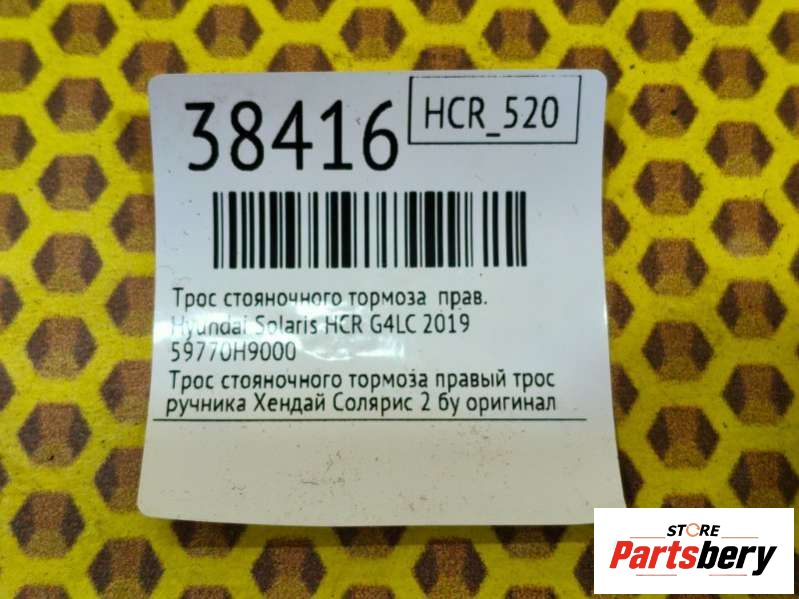 38416
HCR_520
Трос стояночного тормоза прав.
Hyundai Solaris HCR G4LC 2019
59770H9000
Трос стояночного тормоза правый трос
ручника Хендай Солярис 2 бу оригинал
STORE
Partsbery